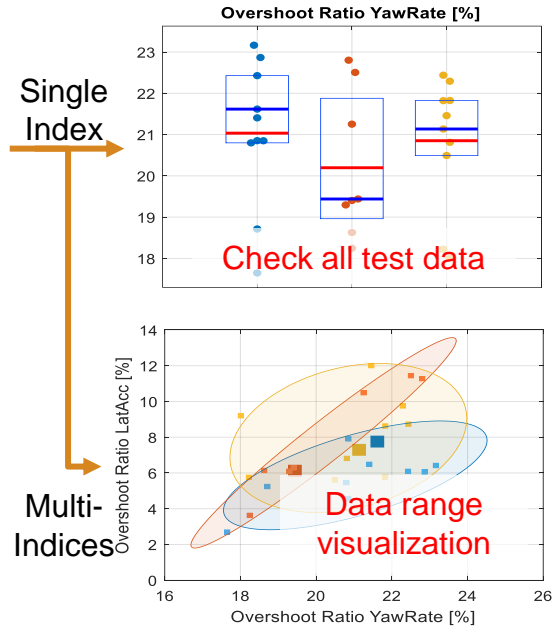 Overshoot Ratio YawRate [%]
23
22
21
20
19
18
Single
Index
Check all test data
14
12
10
8
6
4
2
0
Overshoot Ratio LatAcc [%]
Multi-
Indices
Data range
visualization
16 18 20 22 24 26
Overshoot Ratio YawRate [%]